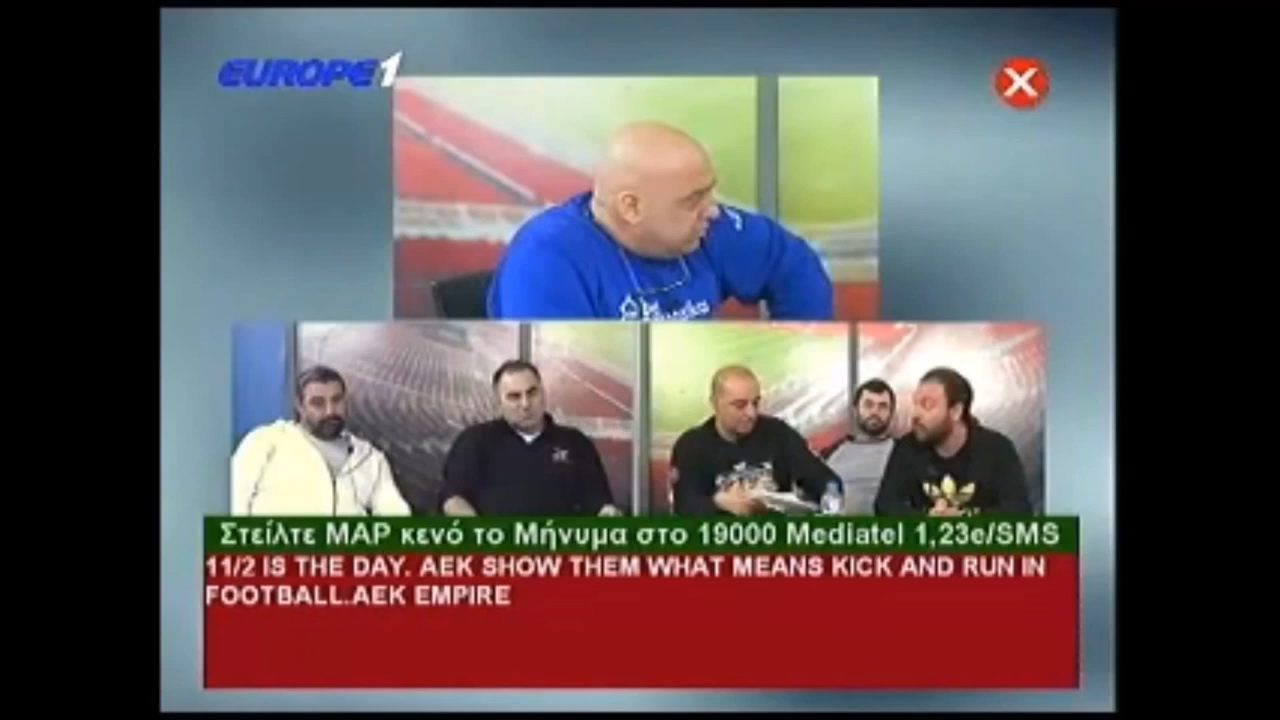 EUROPE1
X
Στείλτε ΜΑΡ κενό το Μήνυμα στο 19000 Mediatel 1,23e/SMS
11/2 IS THE DAY. AEK SHOW THEM WHAT MEANS KICK AND RUN IN
FOOTBALL.AEK EMPIRE